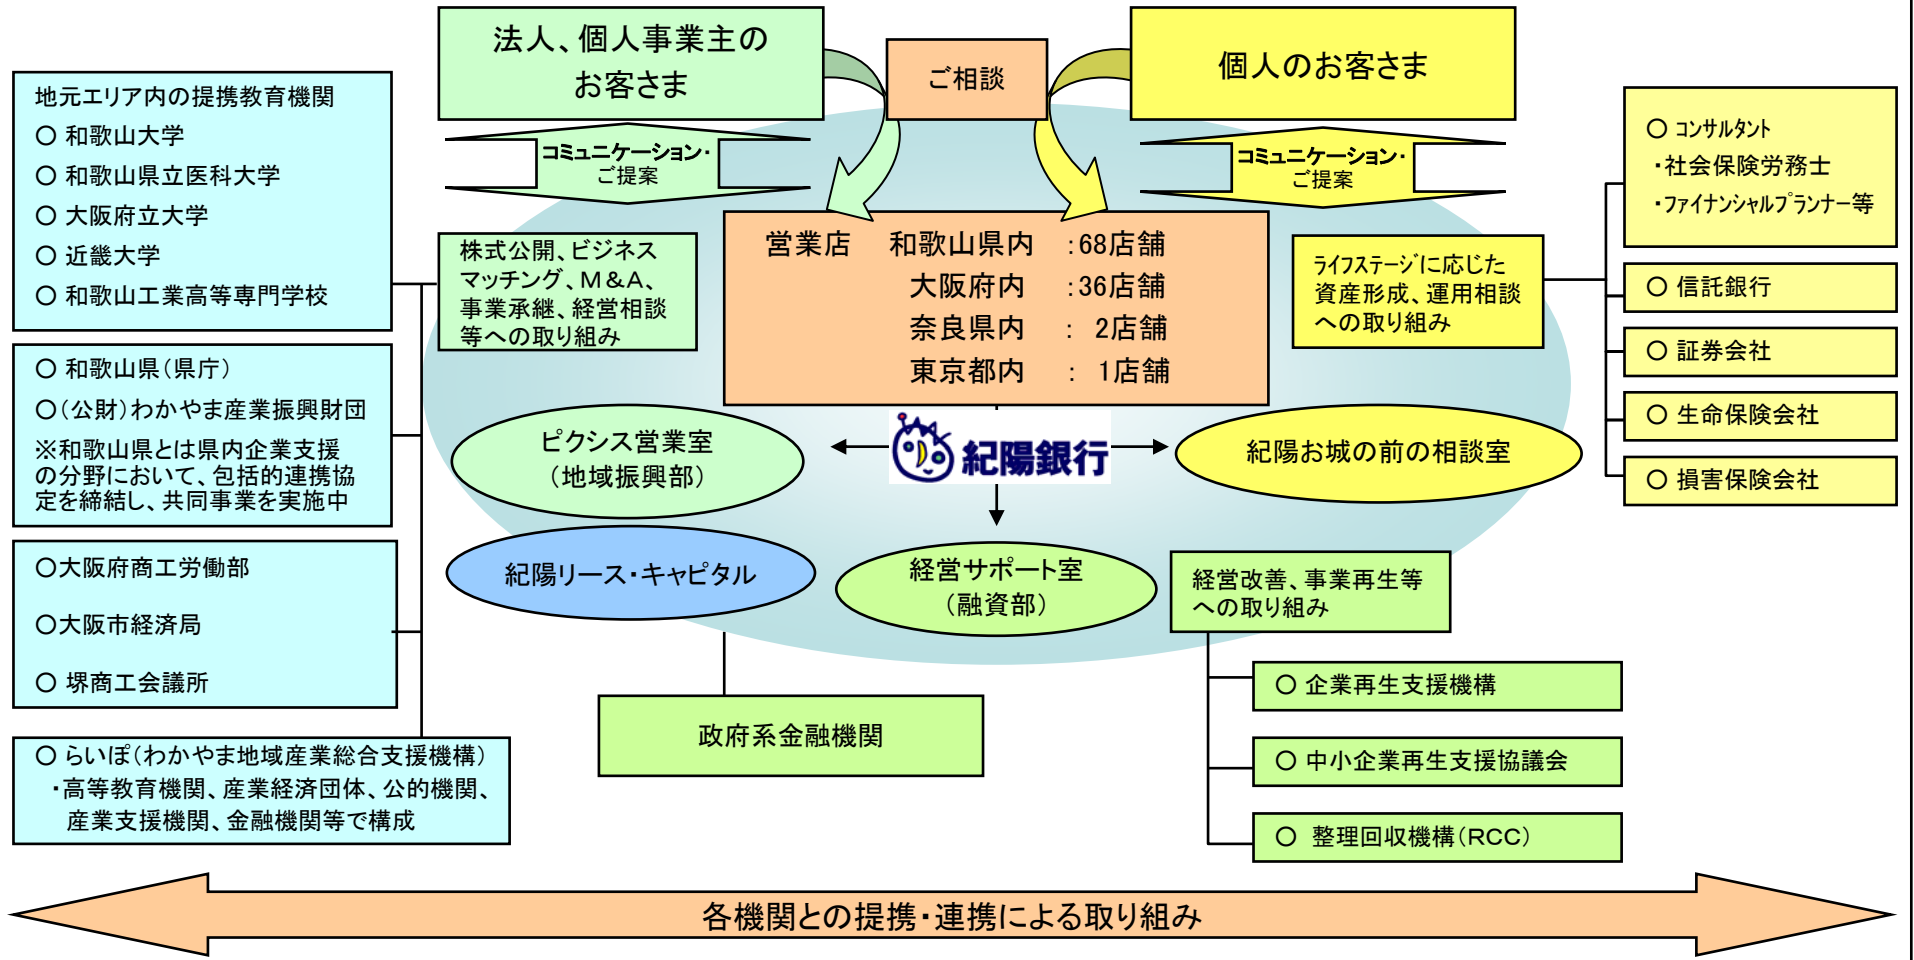 法人、個人事業主の
お客さま
ご相談
個人のお客さま
コミュニケーション・
ご提案
コミュニケーション・
ご提案
地元エリア内の提携教育機関
○ 和歌山大学
○ 和歌山県立医科大学
○ 大阪府立大学
○ 近畿大学
○ 和歌山工業高等専門学校
○ 和歌山県(県庁)
○(公財)わかやま産業振興財団
※和歌山県とは県内企業支援
の分野において、包括的連携協
定を締結し、共同事業を実施中
○大阪府商工労働部
○大阪市経済局
○ 堺商工会議所
○ らいぽ(わかやま地域産業総合支援機構)
・高等教育機関、産業経済団体、公的機関、
産業支援機関、金融機関等で構成
株式公開、ビジネス
マッチング、M&A、
事業承継、経営相談
等への取り組み
営業店 和歌山県内 :68店舗
大阪府内 :36店舗
奈良県内 : 2店舗
東京都内 : 1店舗
ライフステージに応じた
資産形成、運用相談
への取り組み
○ コンサルタント
・社会保険労務士
・ファイナンシャルプランナー等
○ 信託銀行
○ 証券会社
○ 生命保険会社
○ 損害保険会社
ピクシス営業室
(地域振興部)
紀陽銀行
紀陽お城の前の相談室
紀陽リース・キャピタル
経営サポート室
(融資部)
経営改善、事業再生等
への取り組み
政府系金融機関
○ 企業再生支援機構
○ 中小企業再生支援協議会
○ 整理回収機構(RCC)
各機関との提携・連携による取り組み